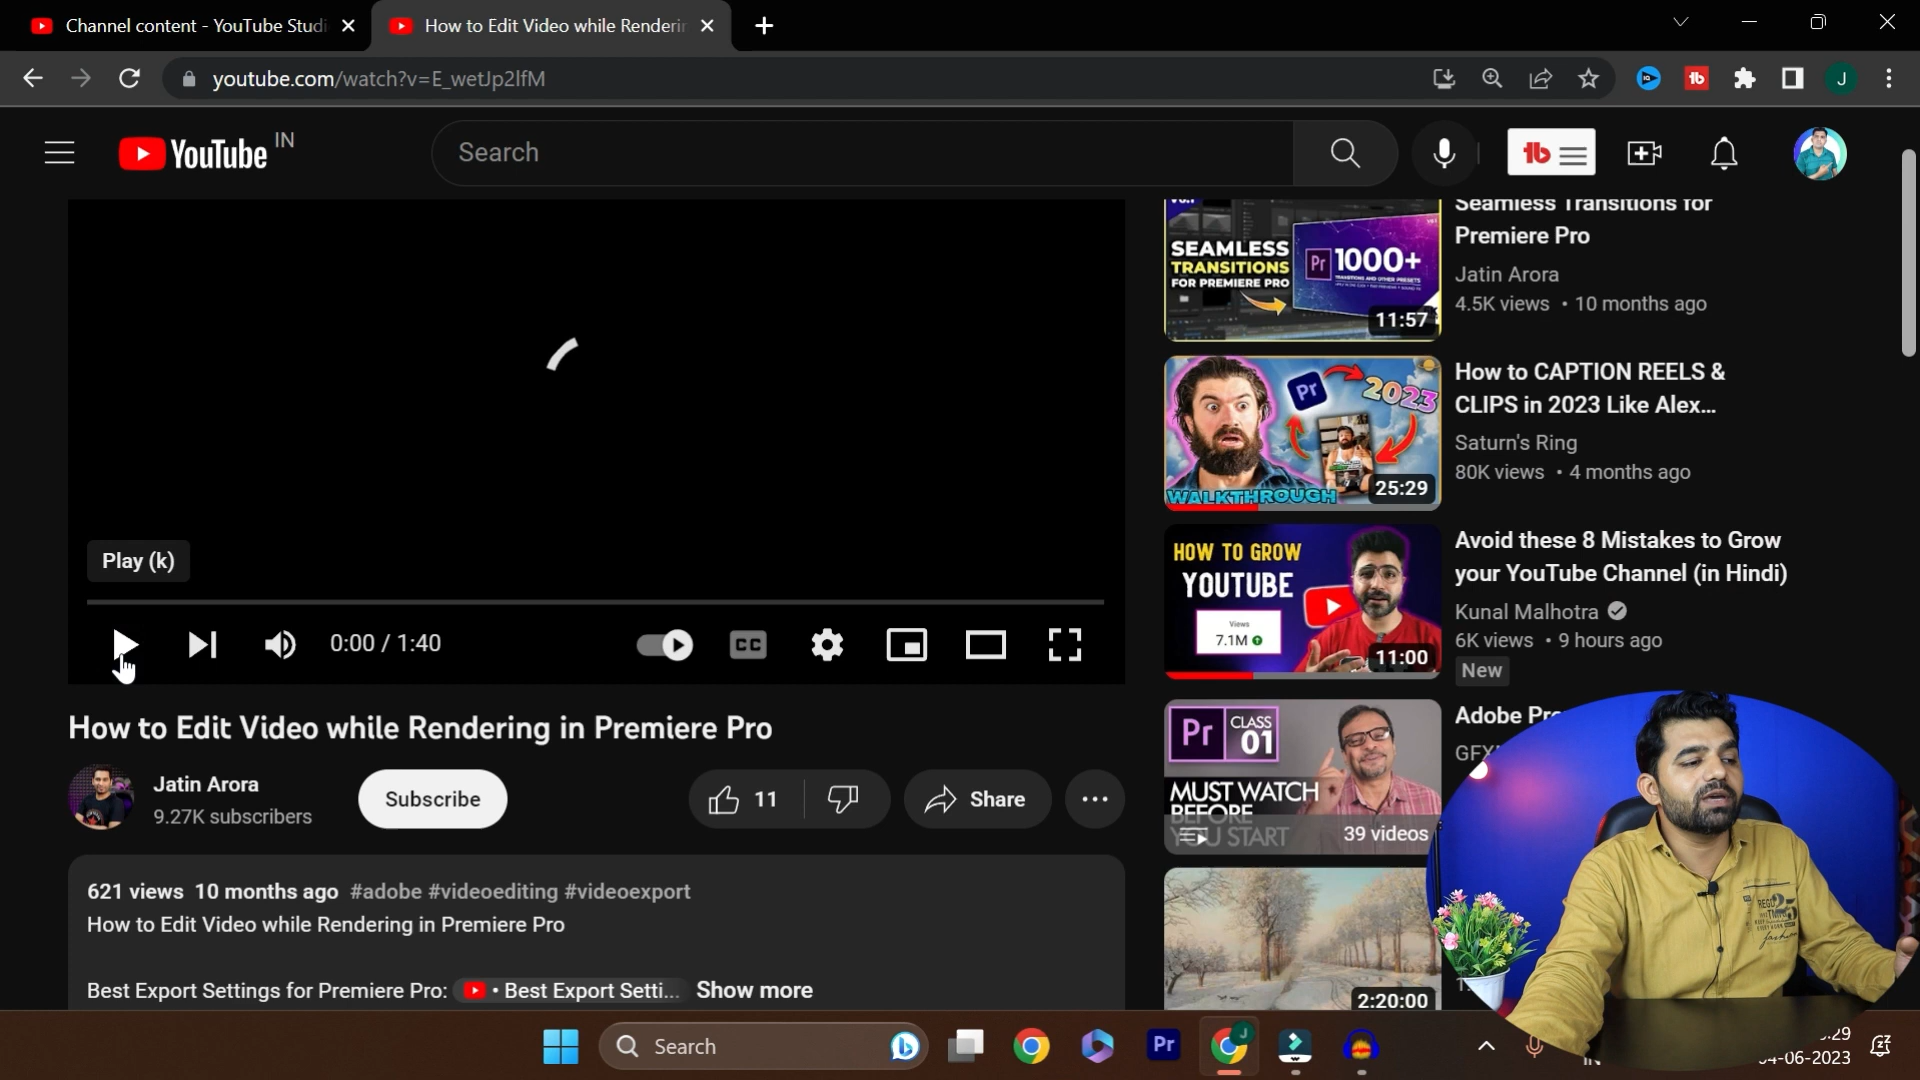 Channel content - YouTube Studi
How to Edit Video while Renderin
youtube.com/watch?v=E_wetJp2lfM
J
YouTube IN
Search
Play (k)
0:00 / 1:40
CC
How to Edit Video while Rendering in Premiere Pro
Jatin Arora
9.27K subscribers
Subscribe
11
Share
621 views 10 months ago #adobe #videoediting #videoexport
How to Edit Video while Rendering in Premiere Pro
Best Export Settings for Premiere Pro: • Best Export Setti... Show more
SEAMLESS
TRANSITIONS
FOR PREMIERE PRO
Pr 1000+
11:57
Seamless Transitions for
Premiere Pro
Jatin Arora
4.5K views • 10 months ago
Pr
2023
WALKTHROUGH
25:29
How to CAPTION REELS &
CLIPS in 2023 Like Alex...
Saturn's Ring
80K views • 4 months ago
HOW TO GROW
YOUTUBE
Views
7.1M
11:00
Avoid these 8 Mistakes to Grow
your YouTube Channel (in Hindi)
Kunal Malhotra
6K views • 9 hours ago
New
Pr CLASS
01
MUST WATCH
BEFORE
YOU START
39 videos
Adobe Pr
GFX
2:20:00
Search
Pr
J
:29
04-06-2023